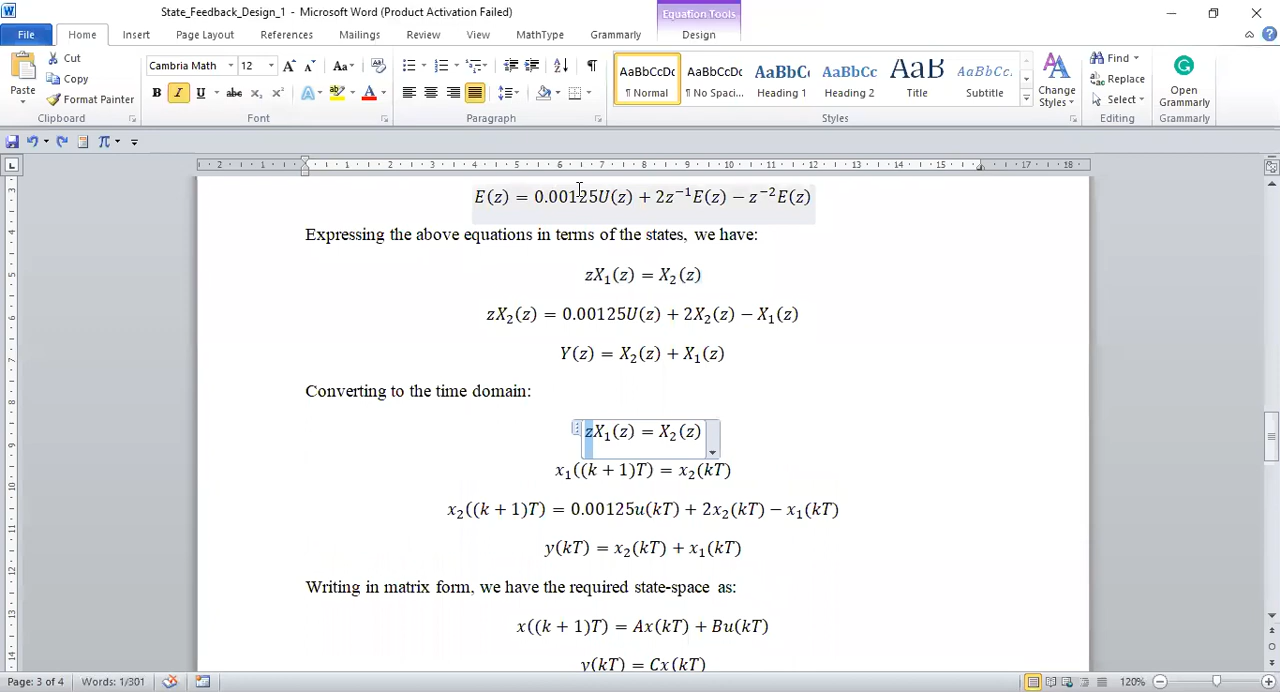 State_Feedback_Design_1 - Microsoft Word (Product Activation Failed)
Equation Tools
File Home Insert Page Layout References Mailings Review View MathType Grammarly Design
Paste
Cut
Copy
Format Painter
Clipboard
Cambria Math 12
Font
Paragraph
AaBbCcDc AaBbCcDc AaBbC AaBbCc AaB AaBbCc.
¶ Normal ¶ No Spaci... Heading 1 Heading 2 Title Subtitle
Styles
Change Styles
Find
Replace
Select
Editing
Open Grammarly
Grammarly
E(z) = 0.00125U(z) + 2z⁻¹E(z) − z⁻²E(z)
Expressing the above equations in terms of the states, we have:
zX₁(z) = X₂(z)
zX₂(z) = 0.00125U(z) + 2X₂(z) − X₁(z)
Y(z) = X₂(z) + X₁(z)
Converting to the time domain:
zX₁(z) = X₂(z)
x₁((k + 1)T) = x₂(kT)
x₂((k + 1)T) = 0.00125u(kT) + 2x₂(kT) − x₁(kT)
y(kT) = x₂(kT) + x₁(kT)
Writing in matrix form, we have the required state-space as:
x((k + 1)T) = Ax(kT) + Bu(kT)
y(kT) = Cx(kT)
Page: 3 of 4 Words: 1/301 120%